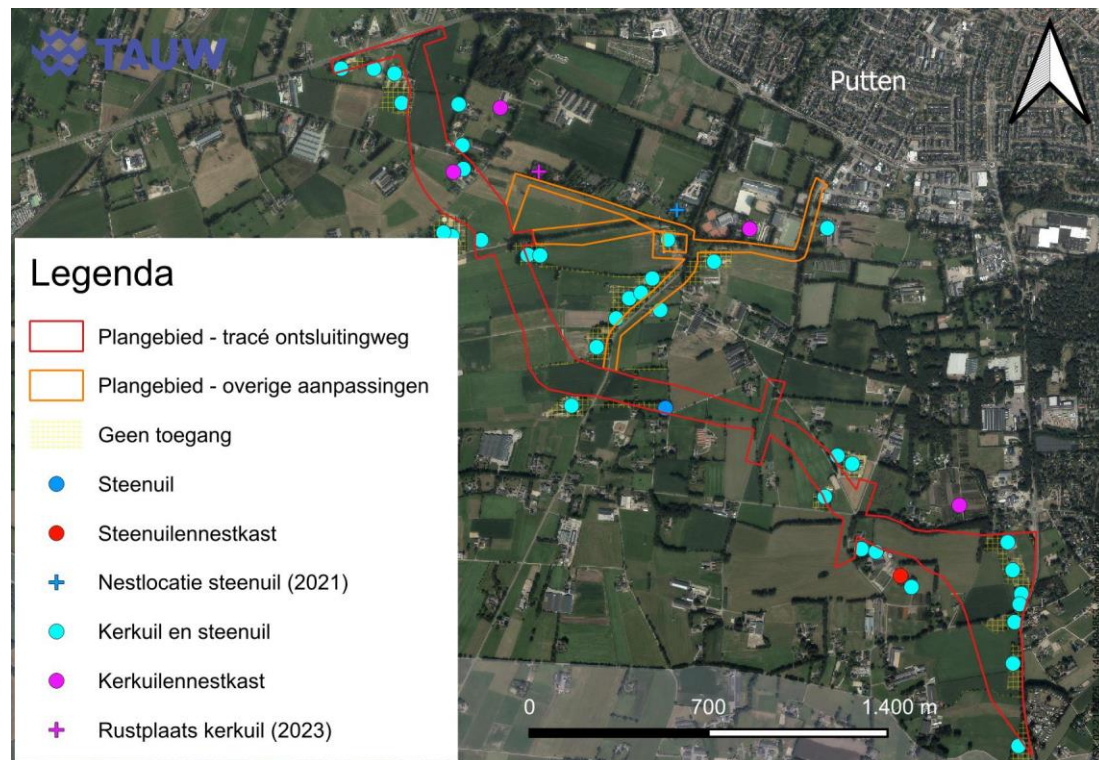 TAUW
Putten
Legenda
Plangebied - tracé ontsluitingweg
Plangebied - overige aanpassingen
Geen toegang
Steenuil
Steenuilennestkast
Nestlocatie steenuil (2021)
Kerkuil en steenuil
Kerkuilennestkast
Rustplaats kerkuil (2023)
0 700 1.400 m